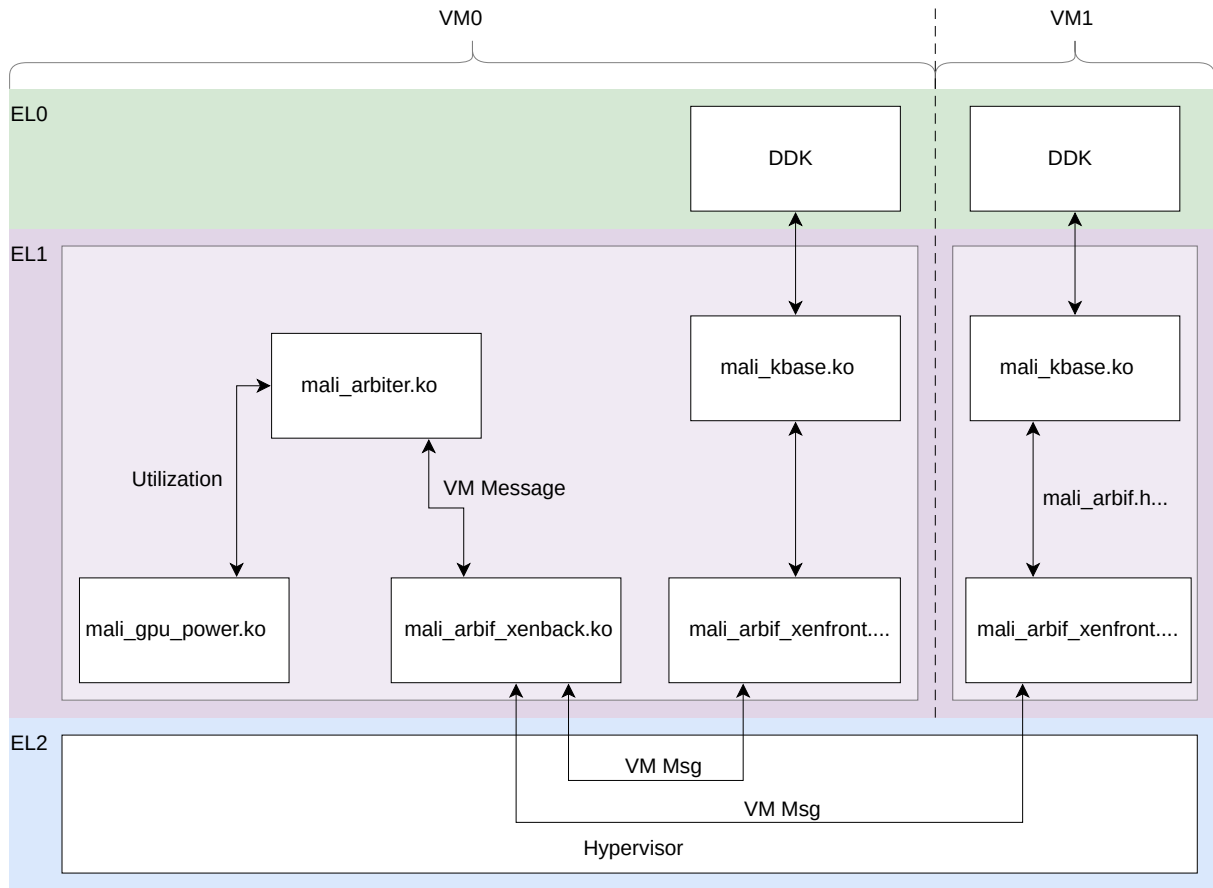 VM0
VM1
EL0
DDK
DDK
EL1
mali_kbase.ko
mali_kbase.ko
mali_arbiter.ko
Utilization
VM Message
mali_arbif.h...
mali_gpu_power.ko
mali_arbif_xenback.ko
mali_arbif_xenfront....
mali_arbif_xenfront....
EL2
VM Msg
VM Msg
Hypervisor